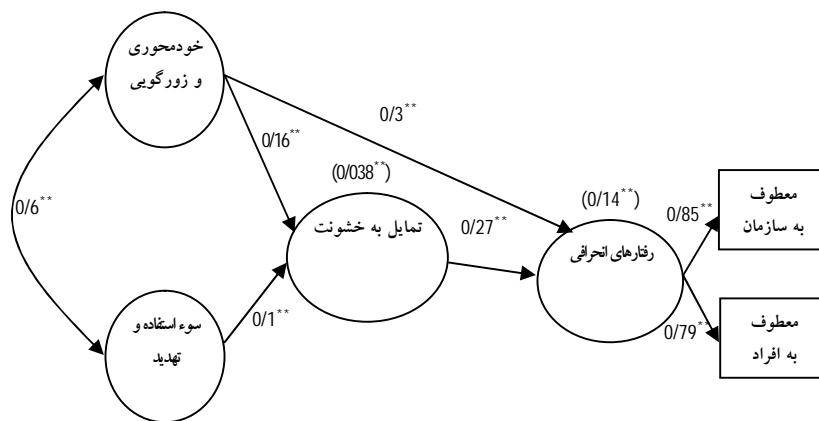 خودمحوری
و زورگویی
0/3**
0/16**
(0/038**)
معطوف
به سازمان
(0/14**)
0/85**
0/6**
تمایل به خشونت
0/27**
رفتارهای انحرافی
سوء استفاده و
تهدید
0/1**
معطوف
به افراد
0/79**